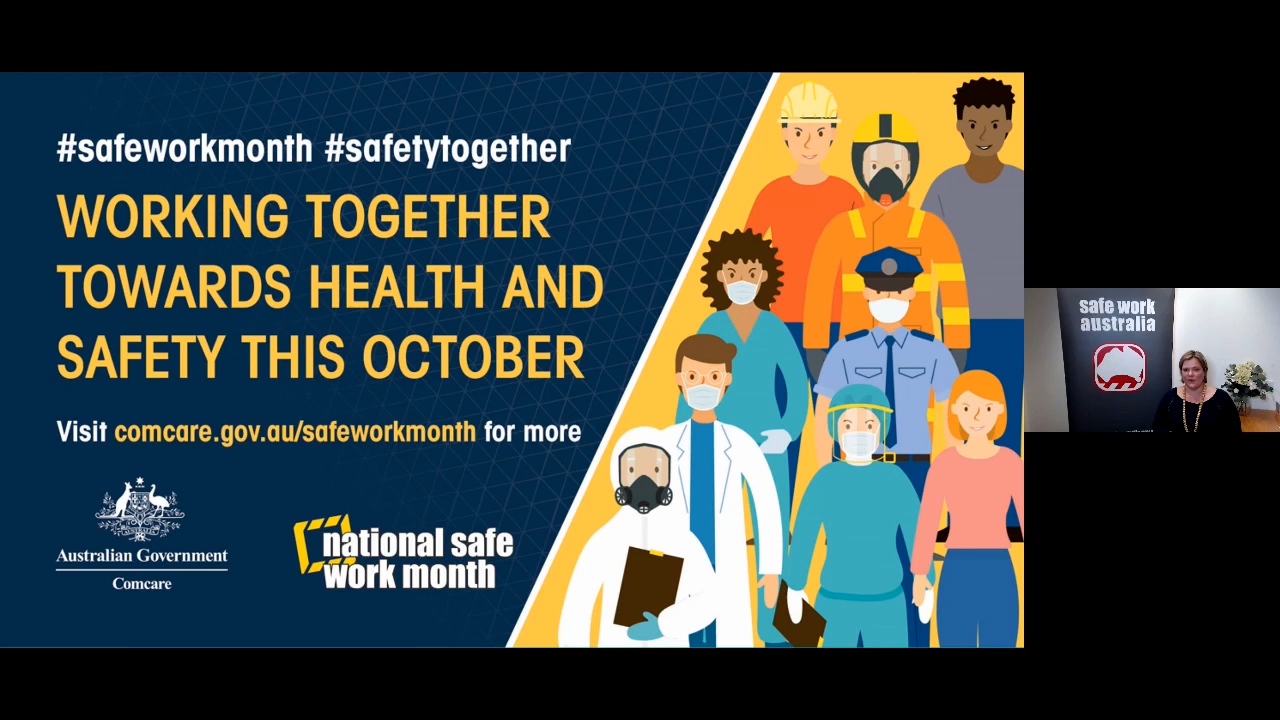 #safeworkmonth #safetytogether
WORKING TOGETHER
TOWARDS HEALTH AND
SAFETY THIS OCTOBER
Visit comcare.gov.au/safeworkmonth for more
Australian Government
Comcare
national safe
work month
safe work
australia